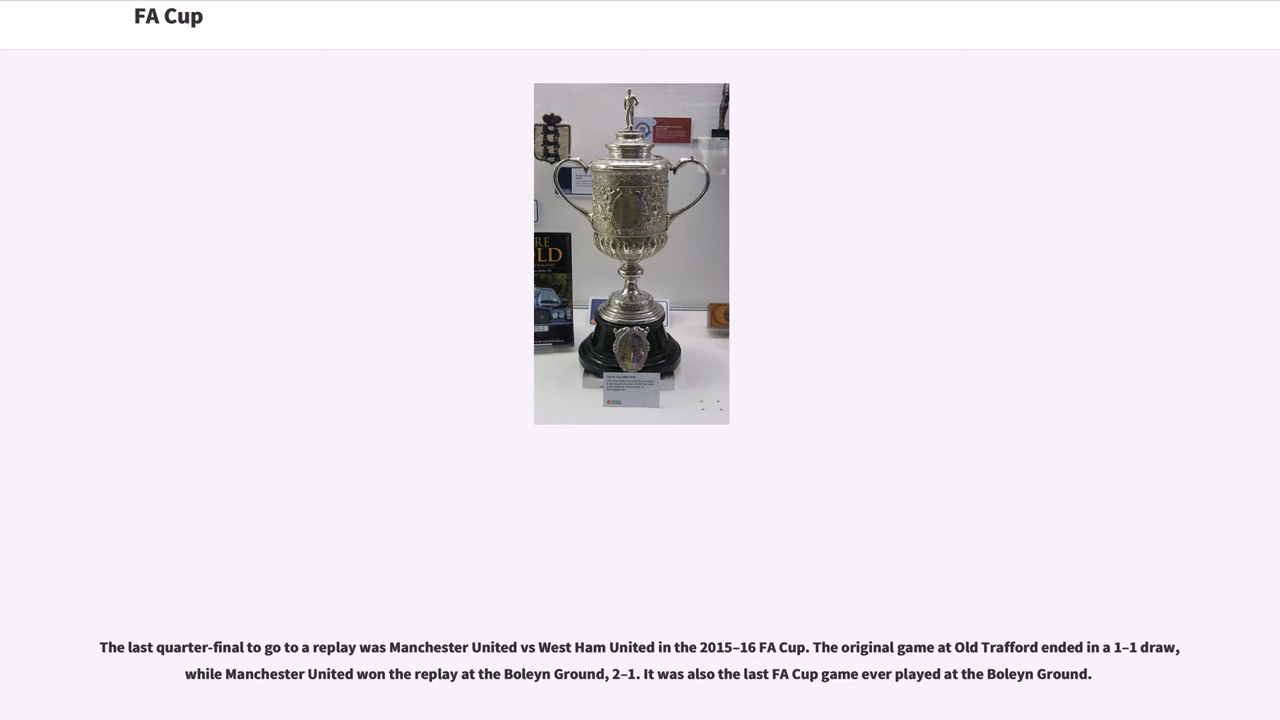 FA Cup
RE
OLD
The last quarter-final to go to a replay was Manchester United vs West Ham United in the 2015–16 FA Cup. The original game at Old Trafford ended in a 1–1 draw,
while Manchester United won the replay at the Boleyn Ground, 2–1. It was also the last FA Cup game ever played at the Boleyn Ground.